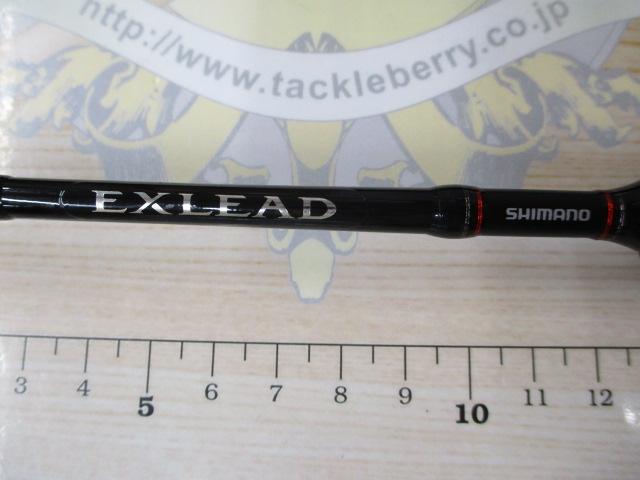 http://www.tackleberry.co.jp
EXLEAD SHIMANO
3 4 5 6 7 8 9 10 11 12